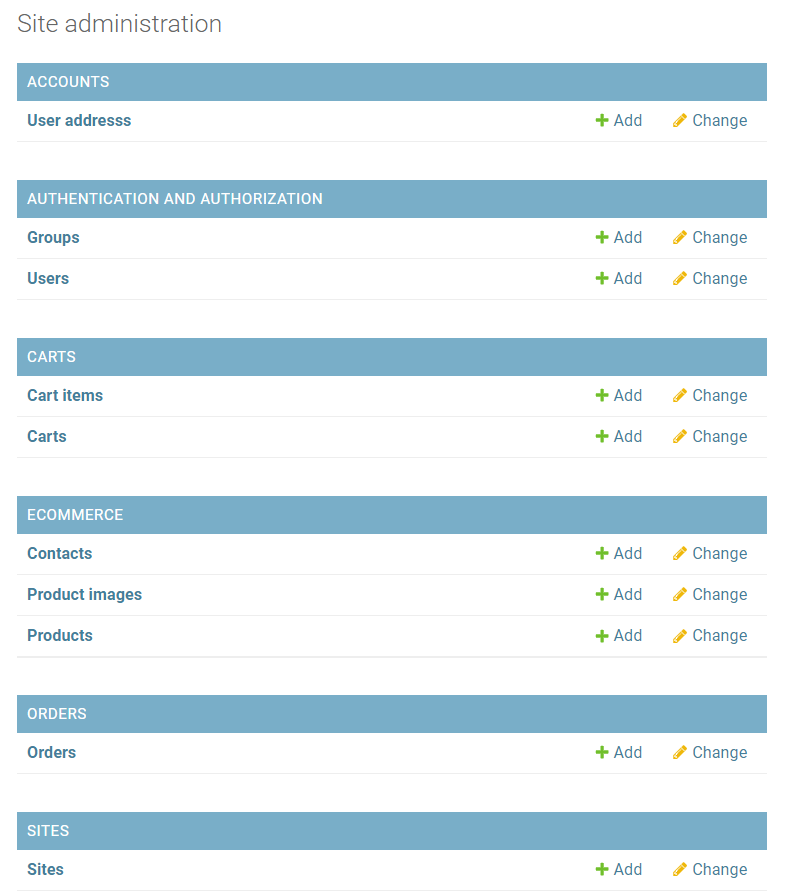 Site administration
ACCOUNTS
User addresss Add Change
AUTHENTICATION AND AUTHORIZATION
Groups Add Change
Users Add Change
CARTS
Cart items Add Change
Carts Add Change
ECOMMERCE
Contacts Add Change
Product images Add Change
Products Add Change
ORDERS
Orders Add Change
SITES
Sites Add Change